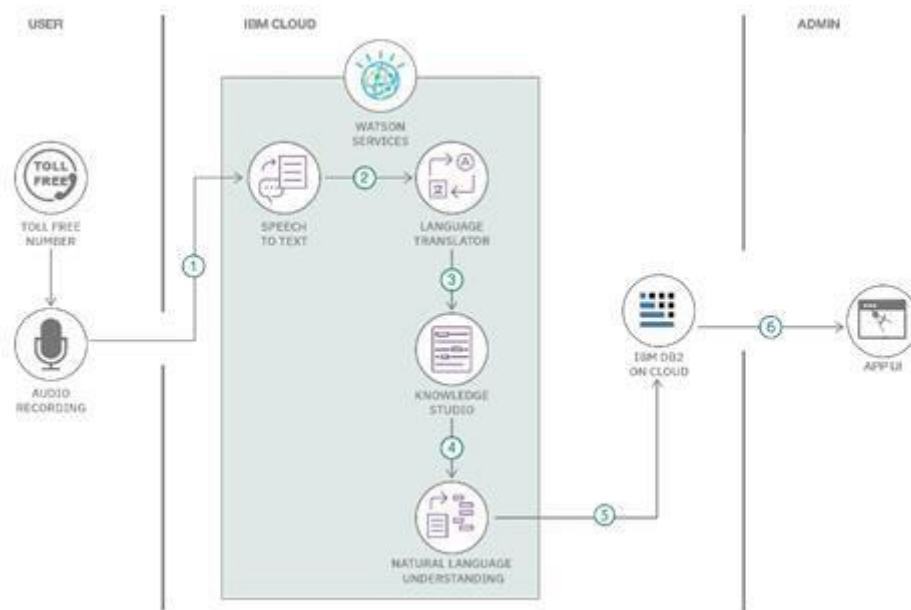 USER
IBM CLOUD
ADMIN
WATSON
SERVICES
TOLL
FREE
TOLL FREE
NUMBER
SPEECH
TO TEXT
2
A
LANGUAGE
TRANSLATOR
1
3
AUDIO
RECORDING
KNOWLEDGE
STUDIO
IBM DB2
ON CLOUD
6
APP UI
4
NATURAL LANGUAGE
UNDERSTANDING
5